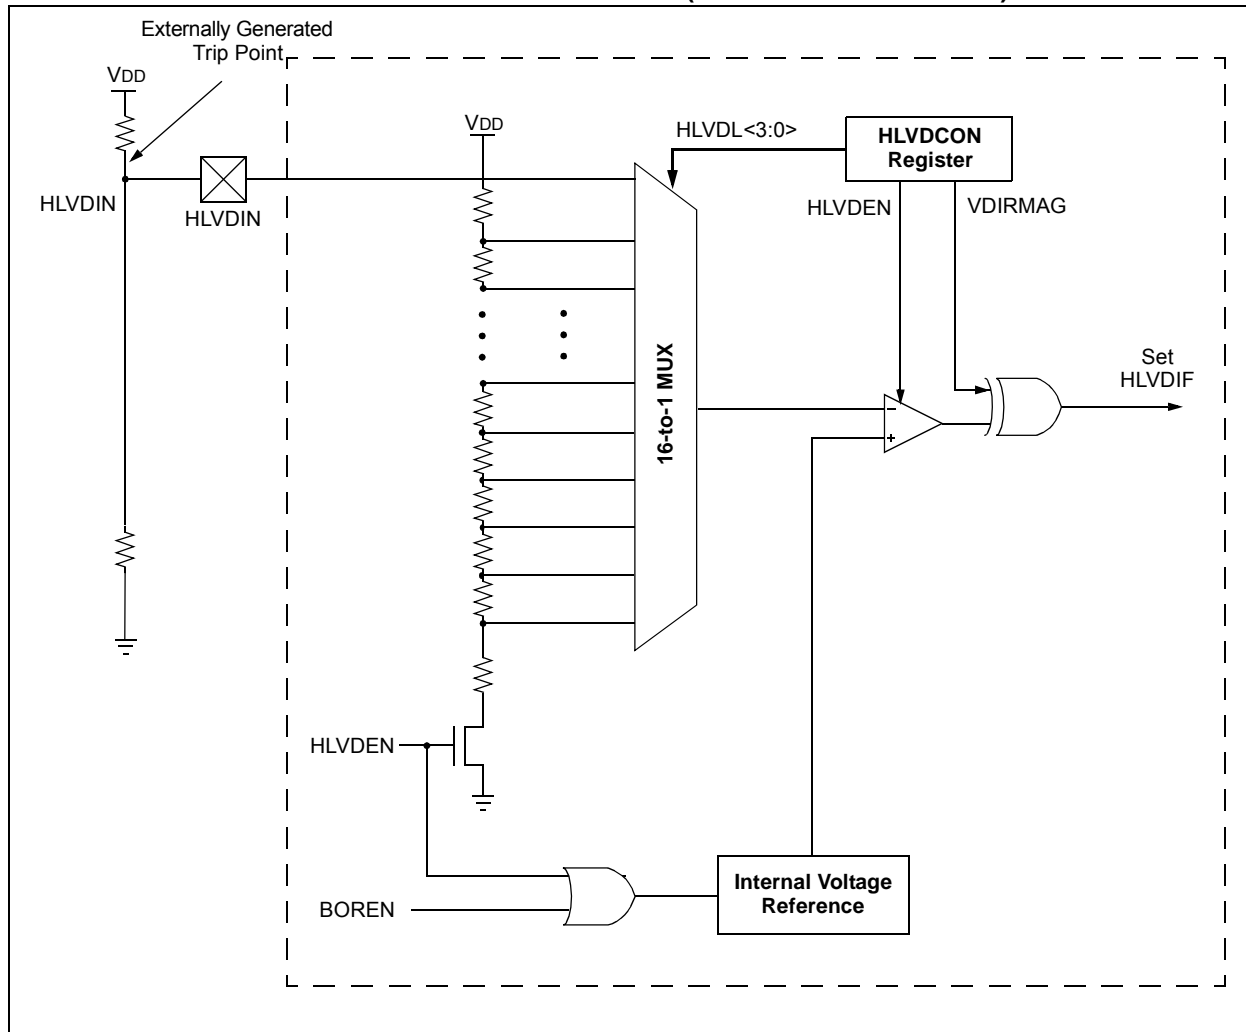 Externally Generated
Trip Point
VDD
VDD
HLVDL<3:0>
HLVDCON
Register
HLVDIN
HLVDIN
HLVDEN
VDIRMAG
16-to-1 MUX
Set
HLVDIF
–
+
HLVDEN
BOREN
Internal Voltage
Reference